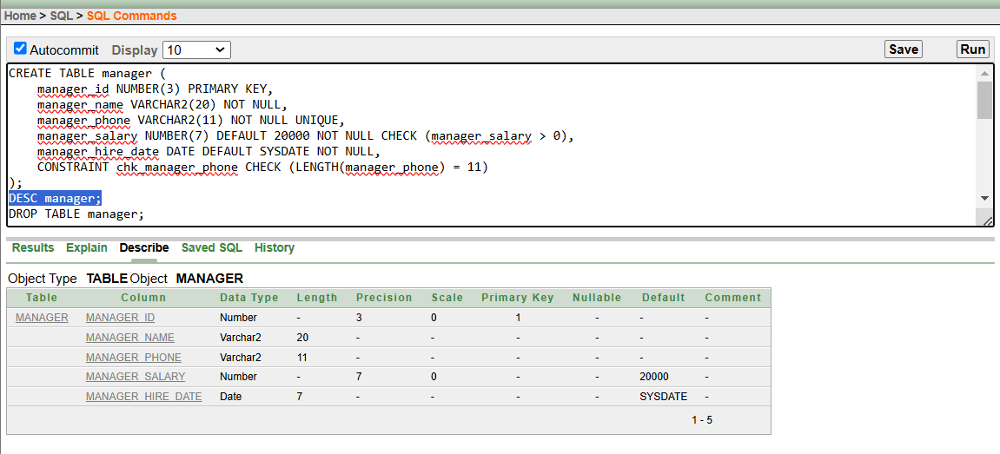 Home > SQL > SQL Commands
Autocommit Display 10 Save Run
CREATE TABLE manager (
manager_id NUMBER(3) PRIMARY KEY,
manager_name VARCHAR2(20) NOT NULL,
manager_phone VARCHAR2(11) NOT NULL UNIQUE,
manager_salary NUMBER(7) DEFAULT 20000 NOT NULL CHECK (manager_salary > 0),
manager_hire_date DATE DEFAULT SYSDATE NOT NULL,
CONSTRAINT chk_manager_phone CHECK (LENGTH(manager_phone) = 11)
);
DESC manager;
DROP TABLE manager;
Results Explain Describe Saved SQL History
Object Type TABLE Object MANAGER
Table Column Data Type Length Precision Scale Primary Key Nullable Default Comment
MANAGER MANAGER_ID Number - 3 0 1 - - -
MANAGER_NAME Varchar2 20 - - - - - -
MANAGER_PHONE Varchar2 11 - - - - - -
MANAGER_SALARY Number - 7 0 - - 20000 -
MANAGER_HIRE_DATE Date 7 - - - - SYSDATE -
1 - 5